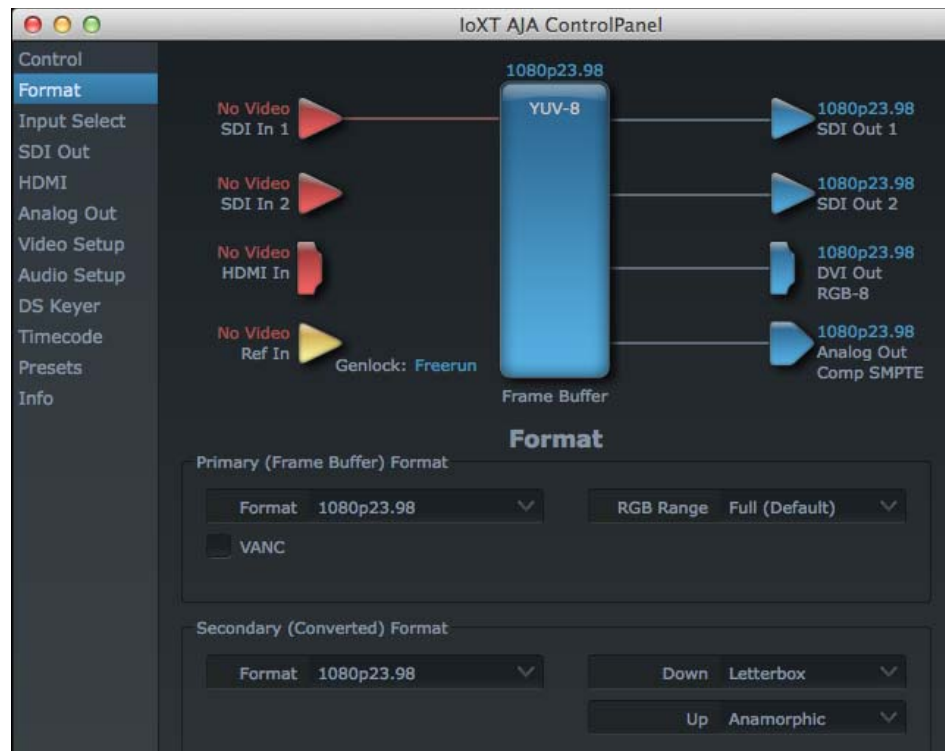 IoXT AJA ControlPanel
Control
Format
Input Select
SDI Out
HDMI
Analog Out
Video Setup
Audio Setup
DS Keyer
Timecode
Presets
Info
1080p23.98
YUV-8
No Video
SDI In 1
No Video
SDI In 2
No Video
HDMI In
No Video
Ref In
Genlock: Freerun
Frame Buffer
1080p23.98
SDI Out 1
1080p23.98
SDI Out 2
1080p23.98
DVI Out
RGB-8
1080p23.98
Analog Out
Comp SMPTE
Format
Primary (Frame Buffer) Format
Format 1080p23.98
RGB Range Full (Default)
VANC
Secondary (Converted) Format
Format 1080p23.98
Down Letterbox
Up Anamorphic